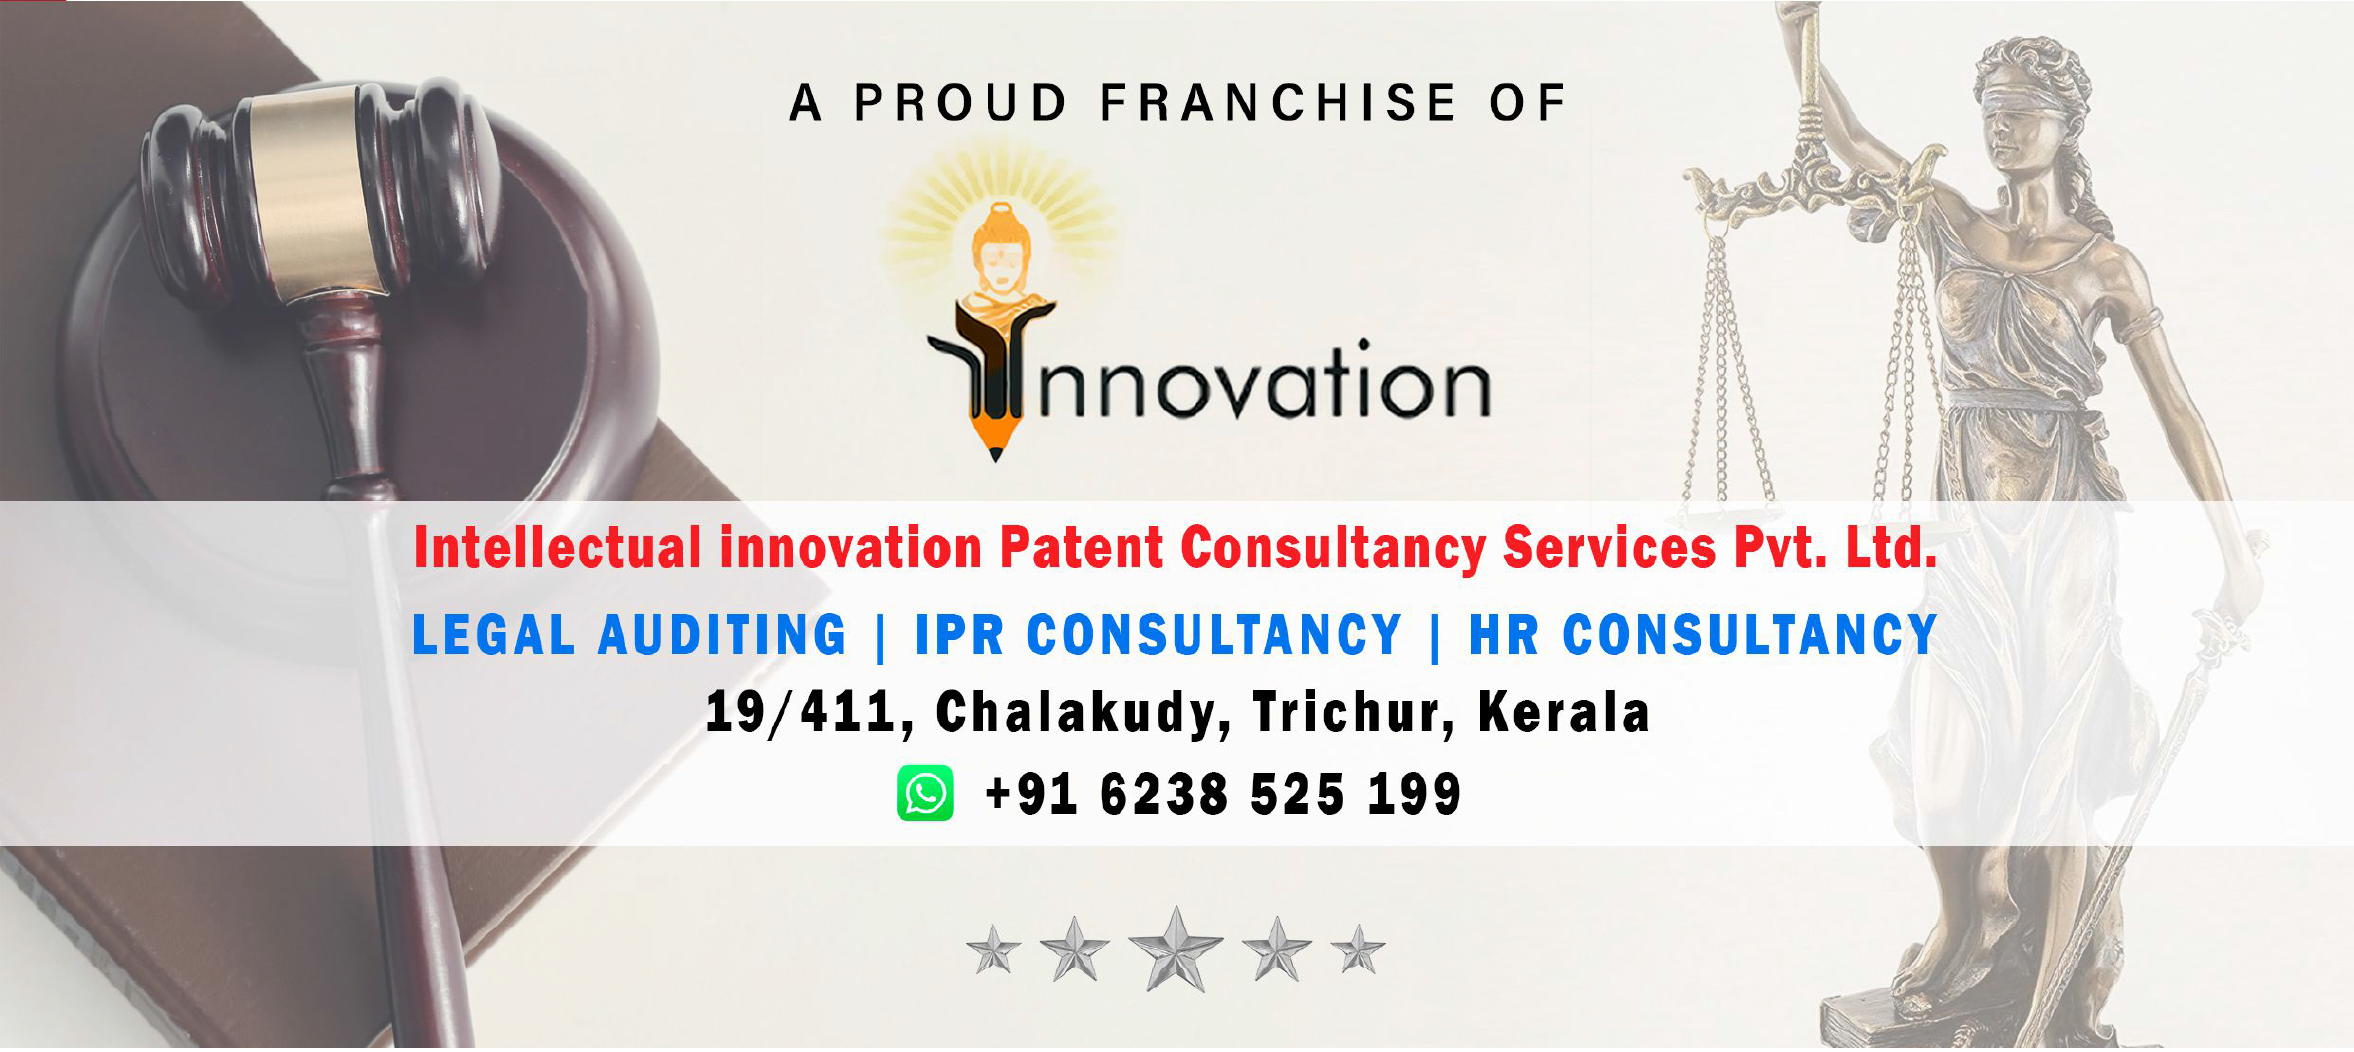 A PROUD FRANCHISE OF
Innovation
Intellectual innovation Patent Consultancy Services Pvt. Ltd.
LEGAL AUDITING | IPR CONSULTANCY | HR CONSULTANCY
19/411, Chalakudy, Trichur, Kerala
+91 6238 525 199